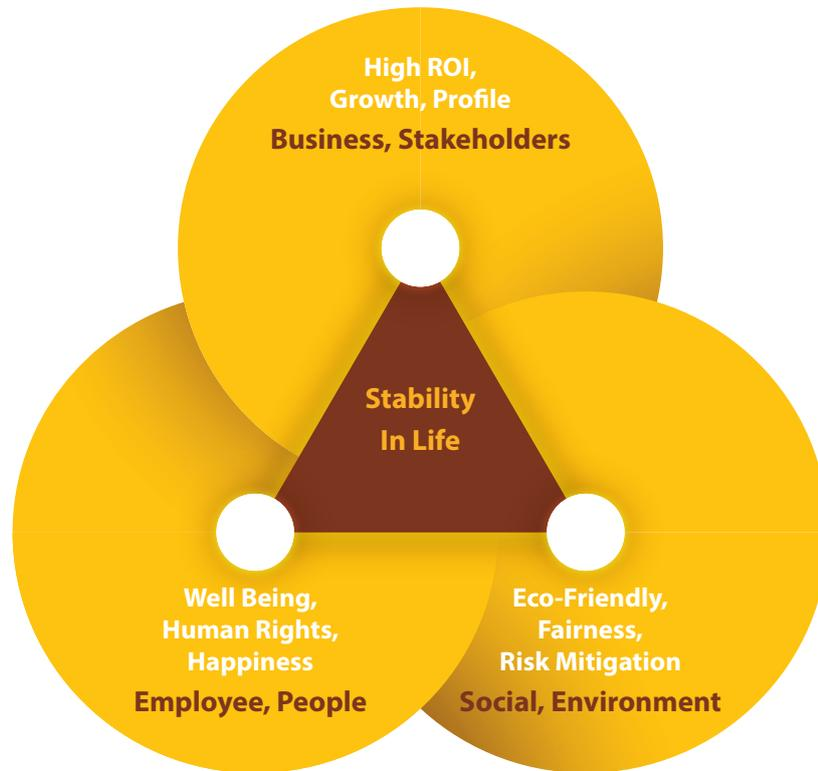 High ROI,
Growth, Profile
Business, Stakeholders
Stability
In Life
Well Being,
Human Rights,
Happiness
Employee, People
Eco-Friendly,
Fairness,
Risk Mitigation
Social, Environment